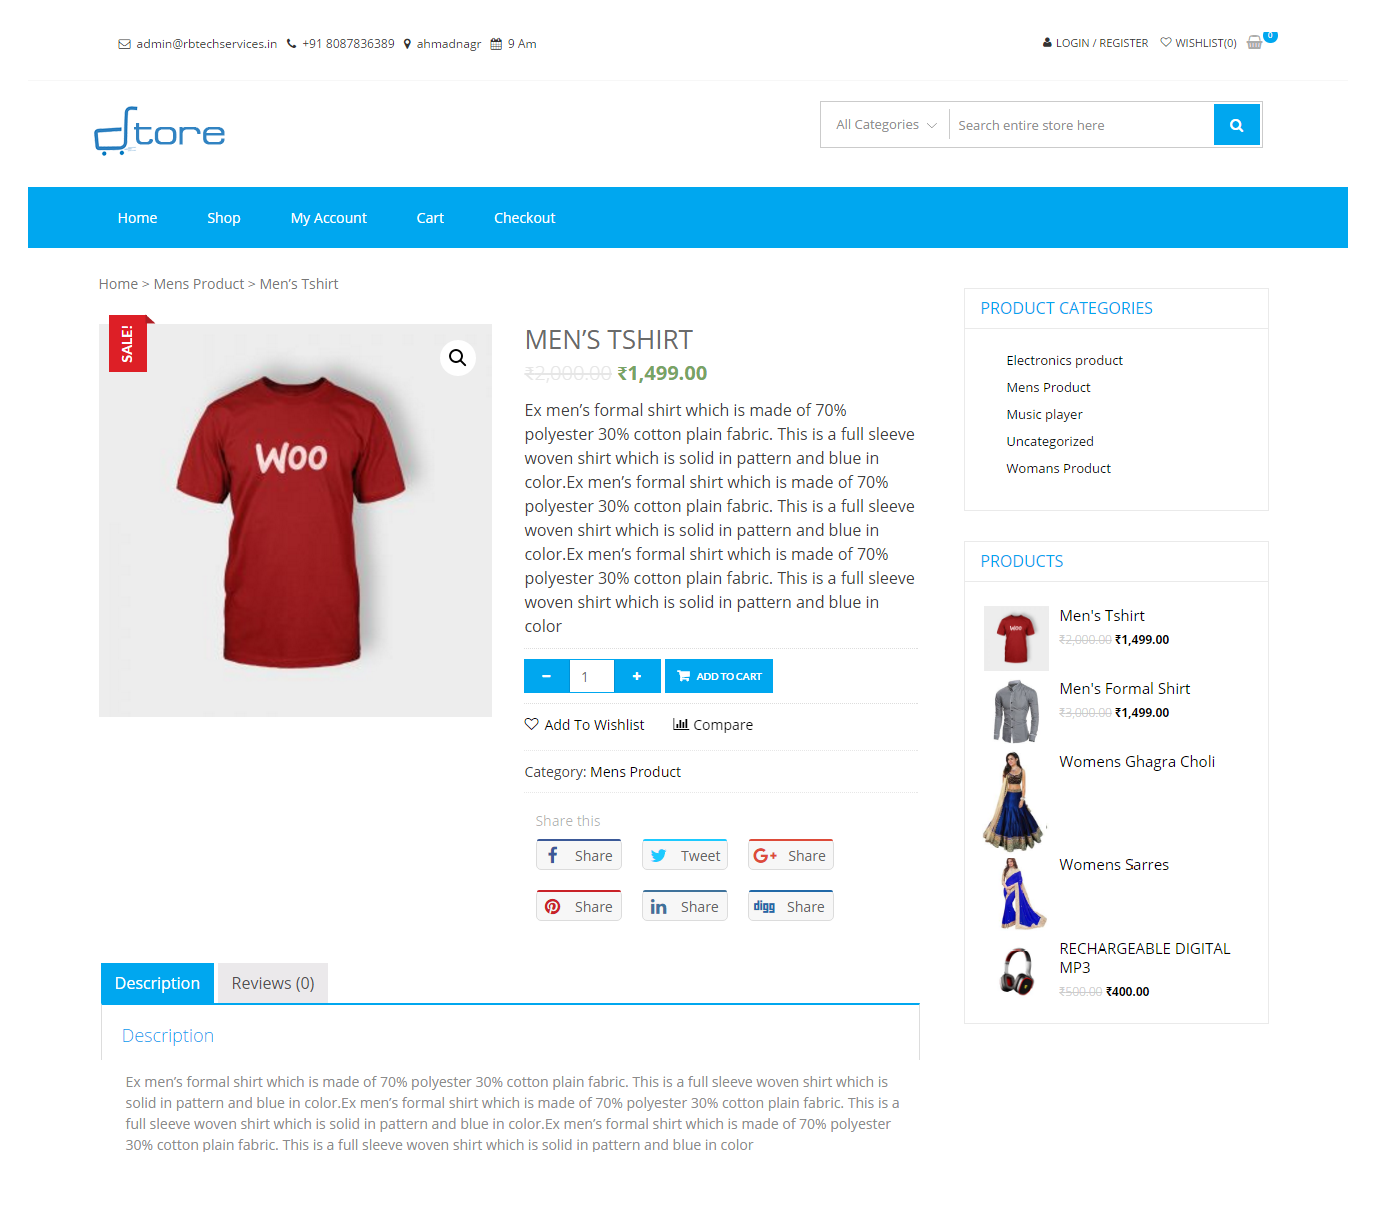 admin@rbtechservices.in +91 8087836389 ahmadnagr 9 Am
LOGIN / REGISTER WISHLIST(0) 0
store
All Categories Search entire store here
Home Shop My Account Cart Checkout
Home > Mens Product > Men’s Tshirt
SALE!
WOO
MEN’S TSHIRT
₹2,000.00 ₹1,499.00
Ex men’s formal shirt which is made of 70%
polyester 30% cotton plain fabric. This is a full sleeve
woven shirt which is solid in pattern and blue in
color.Ex men’s formal shirt which is made of 70%
polyester 30% cotton plain fabric. This is a full sleeve
woven shirt which is solid in pattern and blue in
color.Ex men’s formal shirt which is made of 70%
polyester 30% cotton plain fabric. This is a full sleeve
woven shirt which is solid in pattern and blue in
color
- 1 + ADD TO CART
Add To Wishlist Compare
Category: Mens Product
Share this
Share Tweet G+ Share
Share in Share digg Share
Description Reviews (0)
Description
Ex men’s formal shirt which is made of 70% polyester 30% cotton plain fabric. This is a full sleeve woven shirt which is
solid in pattern and blue in color.Ex men’s formal shirt which is made of 70% polyester 30% cotton plain fabric. This is a
full sleeve woven shirt which is solid in pattern and blue in color.Ex men’s formal shirt which is made of 70% polyester
30% cotton plain fabric. This is a full sleeve woven shirt which is solid in pattern and blue in color
PRODUCT CATEGORIES
Electronics product
Mens Product
Music player
Uncategorized
Womans Product
PRODUCTS
WOO
Men's Tshirt
₹2,000.00 ₹1,499.00
Men's Formal Shirt
₹3,000.00 ₹1,499.00
Womens Ghagra Choli
Womens Sarres
RECHARGEABLE DIGITAL
MP3
₹500.00 ₹400.00